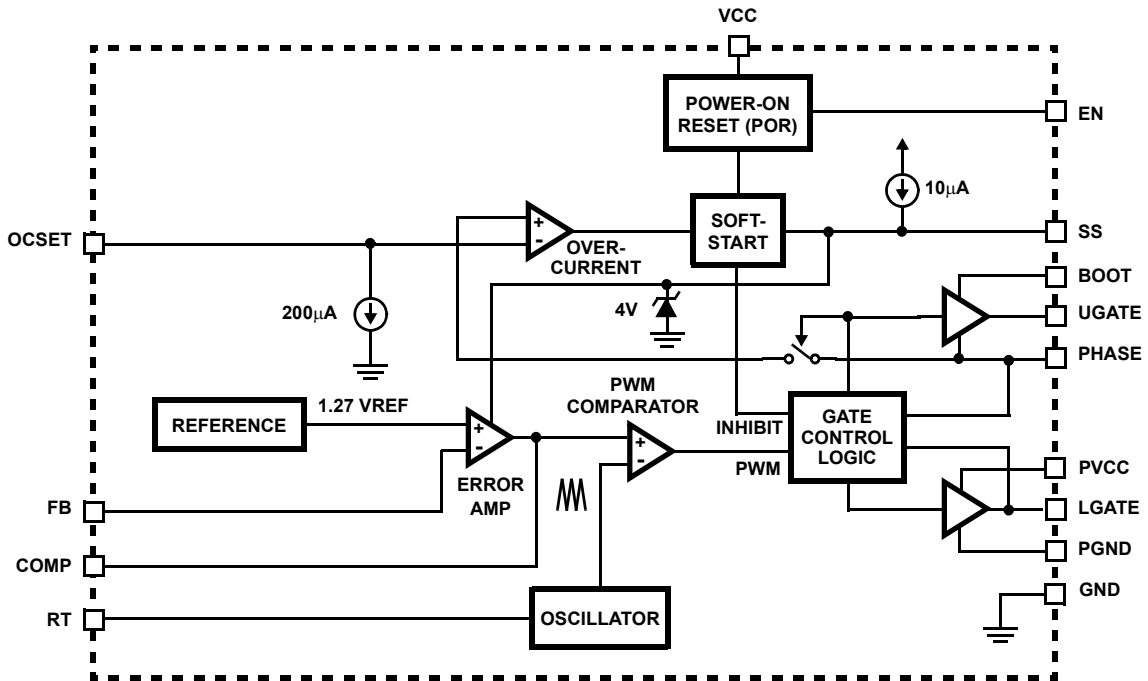 VCC
POWER-ON
RESET (POR)
EN
10µA
OCSET
+
-
OVER-
CURRENT
SOFT-
START
SS
BOOT
200µA
4V
UGATE
PHASE
PWM
COMPARATOR
1.27 VREF
REFERENCE
+
-
ERROR
AMP
+
-
INHIBIT
PWM
GATE
CONTROL
LOGIC
PVCC
FB
LGATE
COMP
PGND
GND
RT
OSCILLATOR